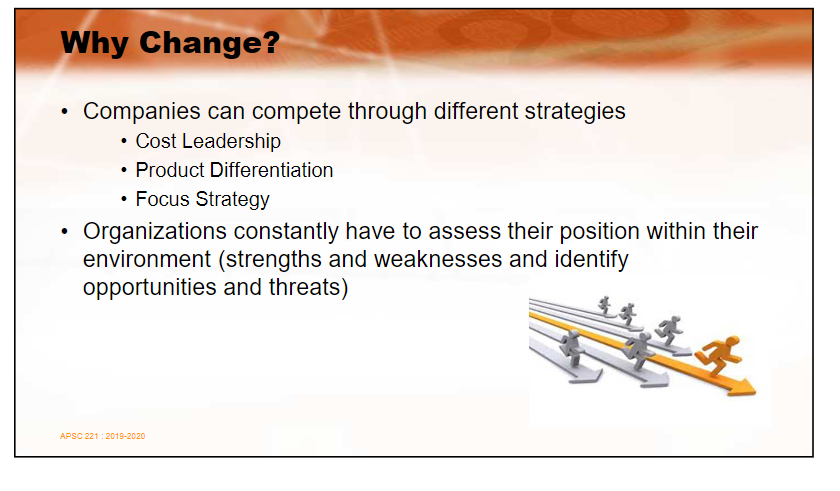 Why Change?
• Companies can compete through different strategies
• Cost Leadership
• Product Differentiation
• Focus Strategy
• Organizations constantly have to assess their position within their
environment (strengths and weaknesses and identify
opportunities and threats)
APSC 221 : 2019-2020